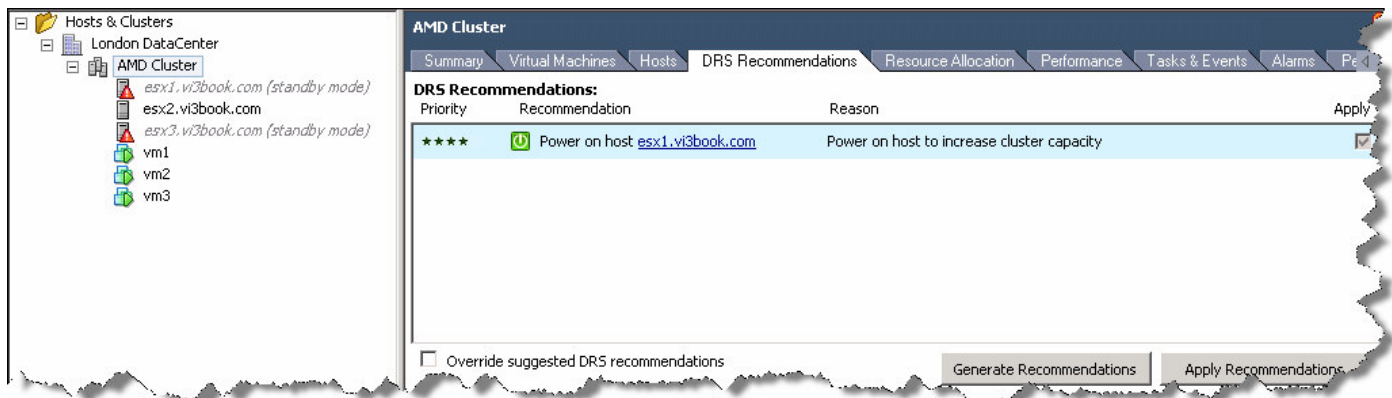 Hosts & Clusters
London DataCenter
AMD Cluster
esx1.vi3book.com (standby mode)
esx2.vi3book.com
esx3.vi3book.com (standby mode)
vm1
vm2
vm3
AMD Cluster
Summary Virtual Machines Hosts DRS Recommendations Resource Allocation Performance Tasks & Events Alarms Pe
DRS Recommendations:
Priority Recommendation Reason Apply
★★★★ Power on host esx1.vi3book.com Power on host to increase cluster capacity
Override suggested DRS recommendations
Generate Recommendations Apply Recommendations